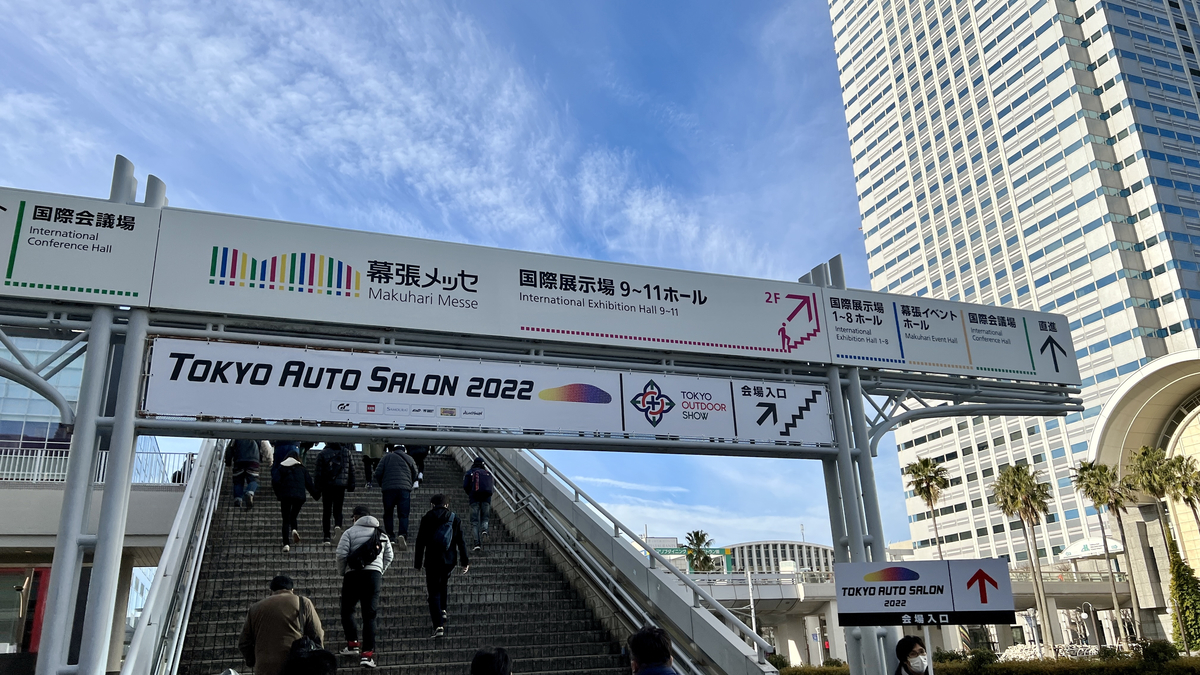 国際会議場
International
Conference Hall
幕張メッセ
Makuhari Messe
国際展示場 9~11ホール
International Exhibition Hall 9-11
2F
国際展示場
1~8 ホール
International
Exhibition Hall 1-8
幕張イベント
ホール
Makuhari Event Hall
国際会議場
International
Conference Hall
直進
TOKYO AUTO SALON 2022
TOKYO
OUTDOOR
SHOW
会場入口
TOKYO AUTO SALON
2022
会場入口